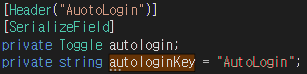 [Header("AuotoLogin")]
[SerializeField]
private Toggle autologin;
private string autologinKey = "AutoLogin";